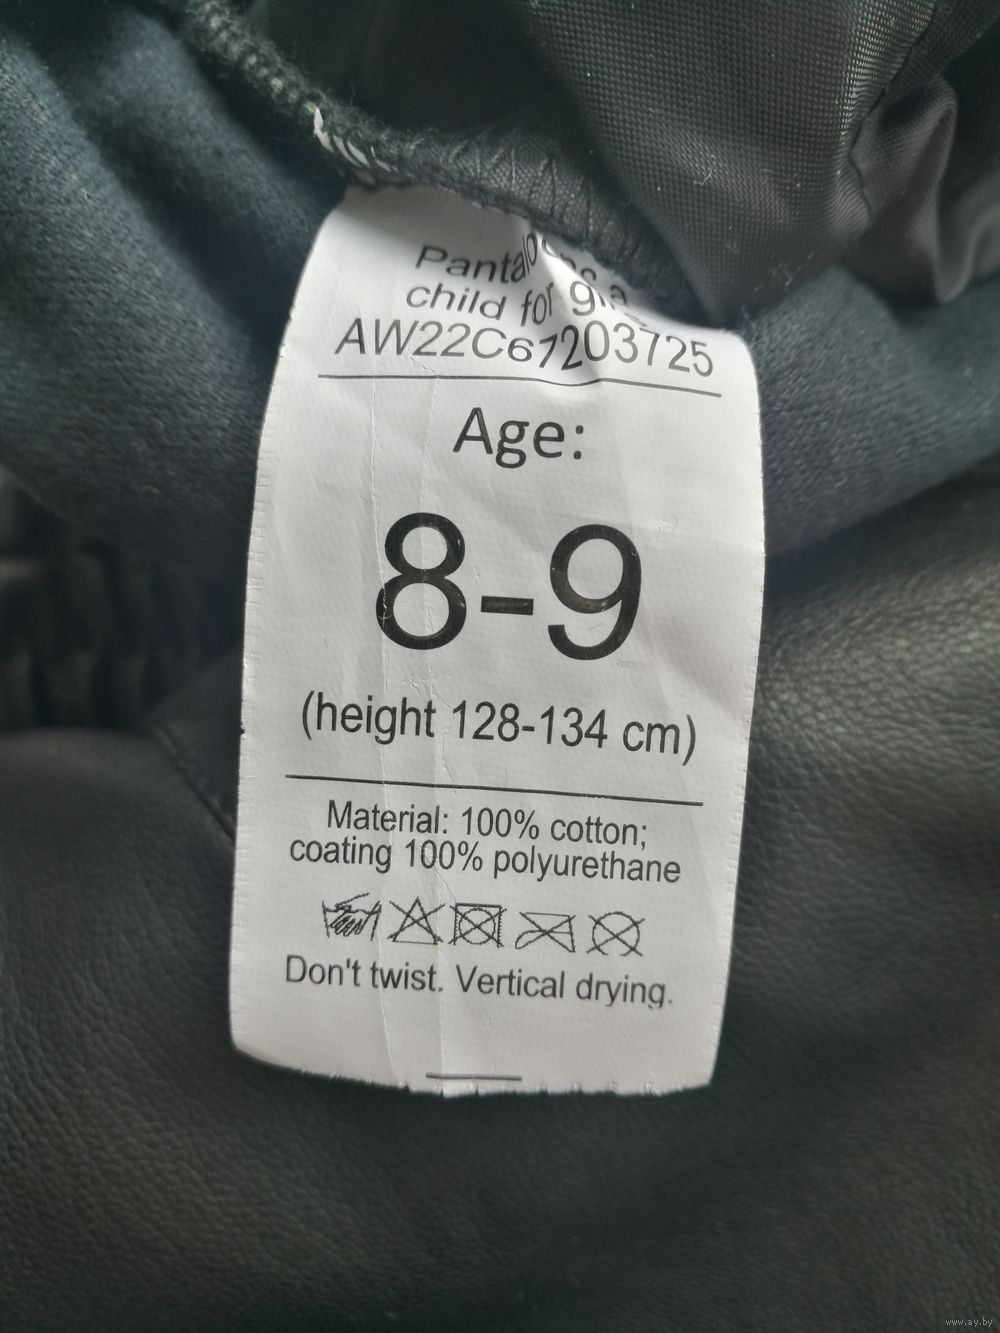 child for
AW22C67203725
Age:
8-9
(height 128-134 cm)
Material: 100% cotton;
coating 100% polyurethane
Don't twist. Vertical drying.
www.ay.by